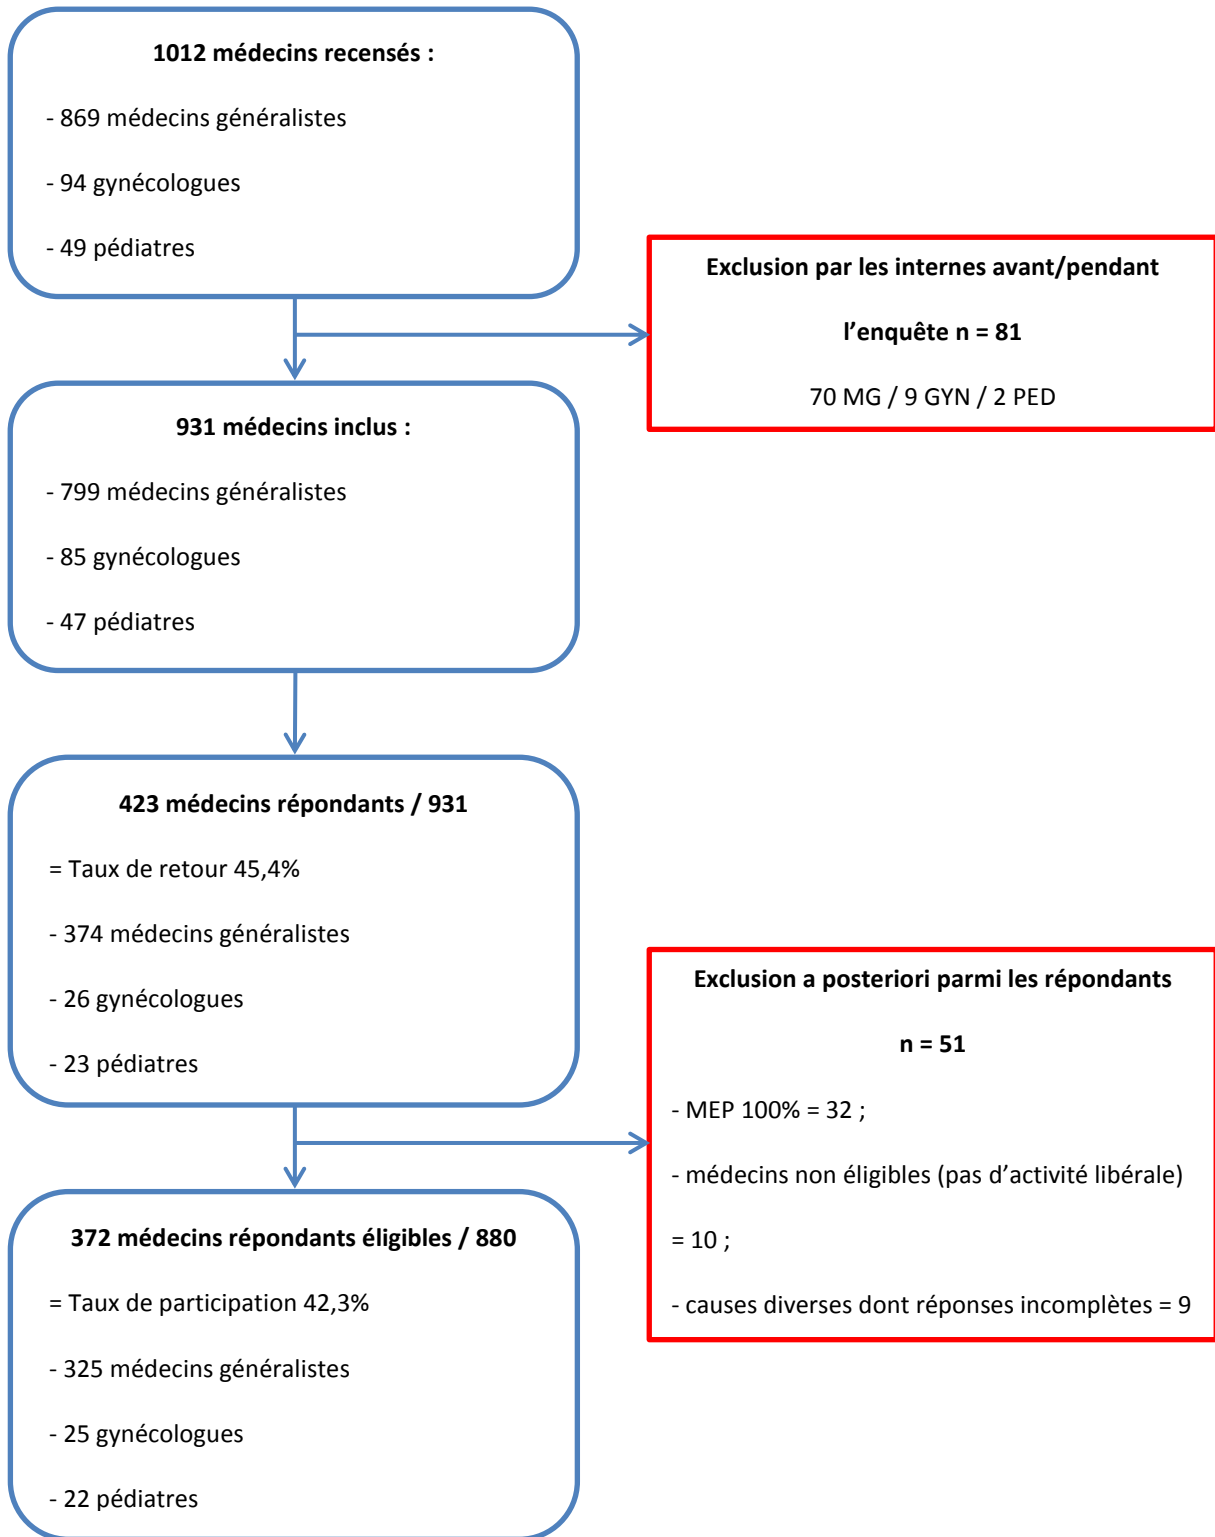 1012 médecins recensés :
- 869 médecins généralistes
- 94 gynécologues
- 49 pédiatres
Exclusion par les internes avant/pendant
l’enquête n = 81
70 MG / 9 GYN / 2 PED
931 médecins inclus :
- 799 médecins généralistes
- 85 gynécologues
- 47 pédiatres
423 médecins répondants / 931
= Taux de retour 45,4%
- 374 médecins généralistes
- 26 gynécologues
- 23 pédiatres
Exclusion a posteriori parmi les répondants
n = 51
- MEP 100% = 32 ;
- médecins non éligibles (pas d’activité libérale)
= 10 ;
- causes diverses dont réponses incomplètes = 9
372 médecins répondants éligibles / 880
= Taux de participation 42,3%
- 325 médecins généralistes
- 25 gynécologues
- 22 pédiatres